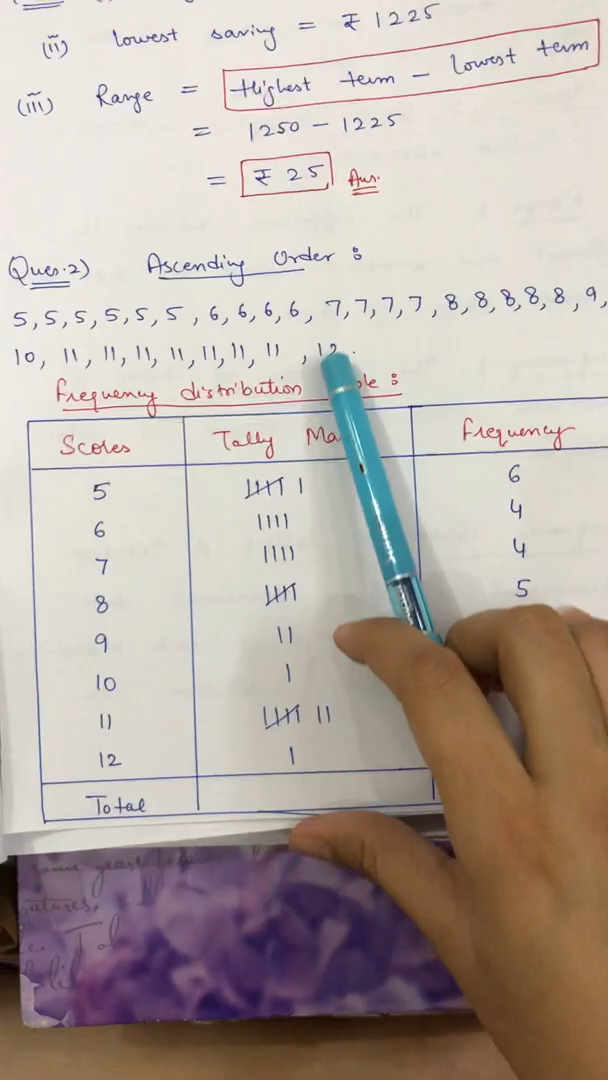 (ii) lowest saving = ₹ 1225
(iii) Range = Highest term - lowest term
= 1250 - 1225
= ₹ 25 Ans.
Ques.2) Ascending Order :
5, 5, 5, 5, 5, 5, 6, 6, 6, 6, 7, 7, 7, 7, 8, 8, 8, 8, 8, 9,
10, 11, 11, 11, 11, 11, 11, 11, 12.
Frequency distribution :
Scores Tally Frequency
5 6
6 |||| 4
7 |||| 4
8 5
9 ||
10 |
11
12 |
Total
some years